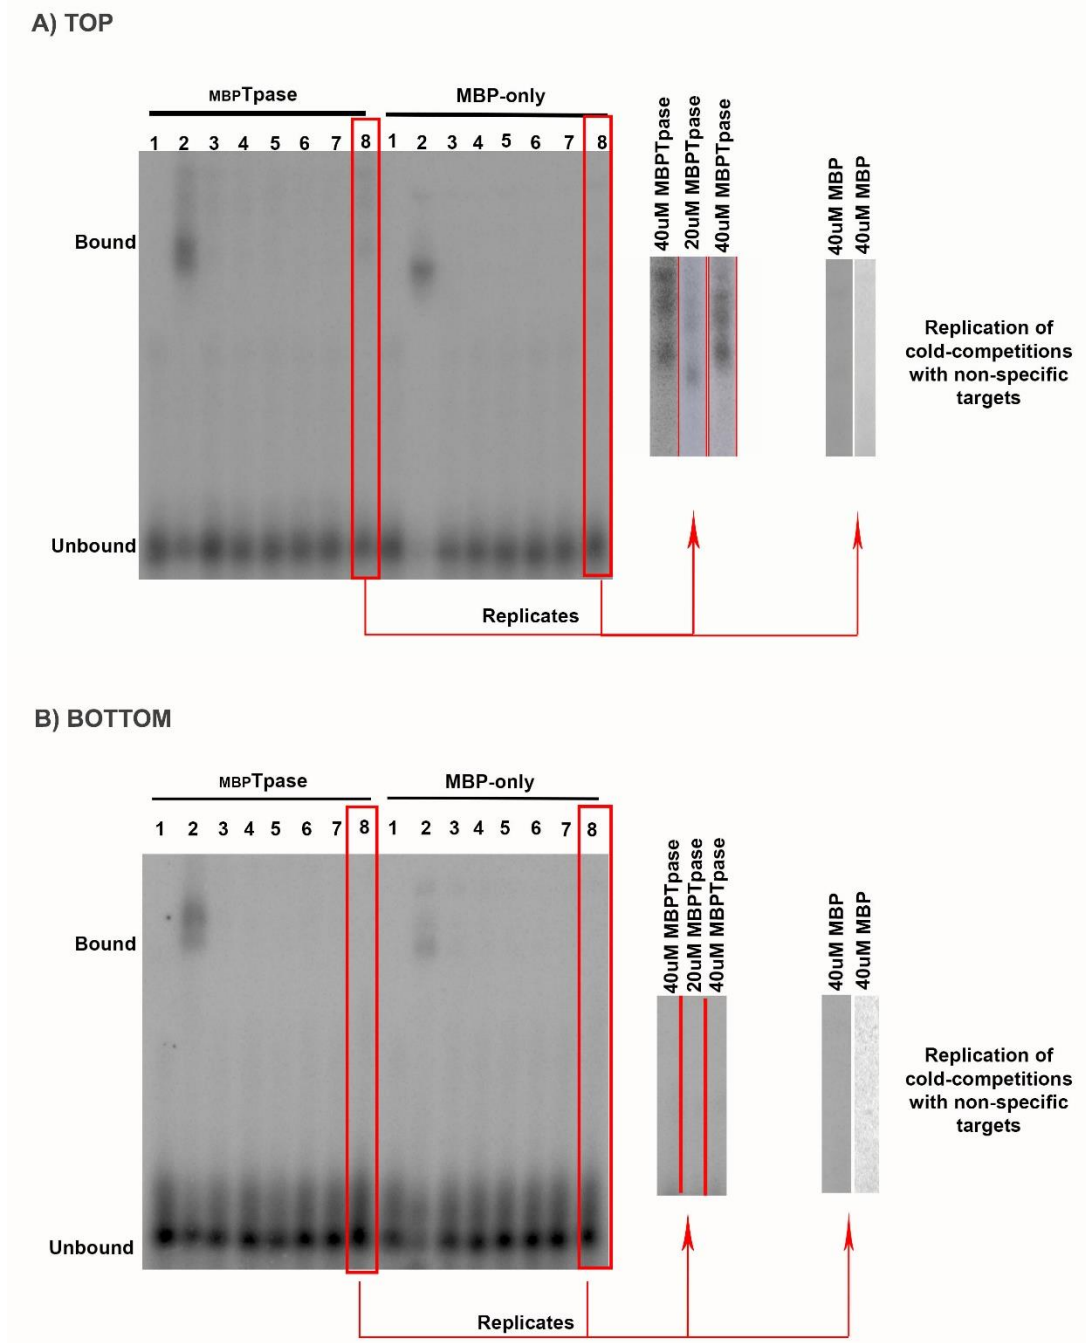 A) TOP
MBPTpase
MBP-only
1 2 3 4 5 6 7 8 1 2 3 4 5 6 7 8
40uM MBPTpase
20uM MBPTpase
40uM MBPTpase
40uM MBP
40uM MBP
Bound
Replication of
cold-competitions
with non-specific
targets
Unbound
Replicates
B) BOTTOM
MBPTpase
MBP-only
1 2 3 4 5 6 7 8 1 2 3 4 5 6 7 8
40uM MBPTpase
20uM MBPTpase
40uM MBPTpase
40uM MBP
40uM MBP
Bound
Replication of
cold-competitions
with non-specific
targets
Unbound
Replicates